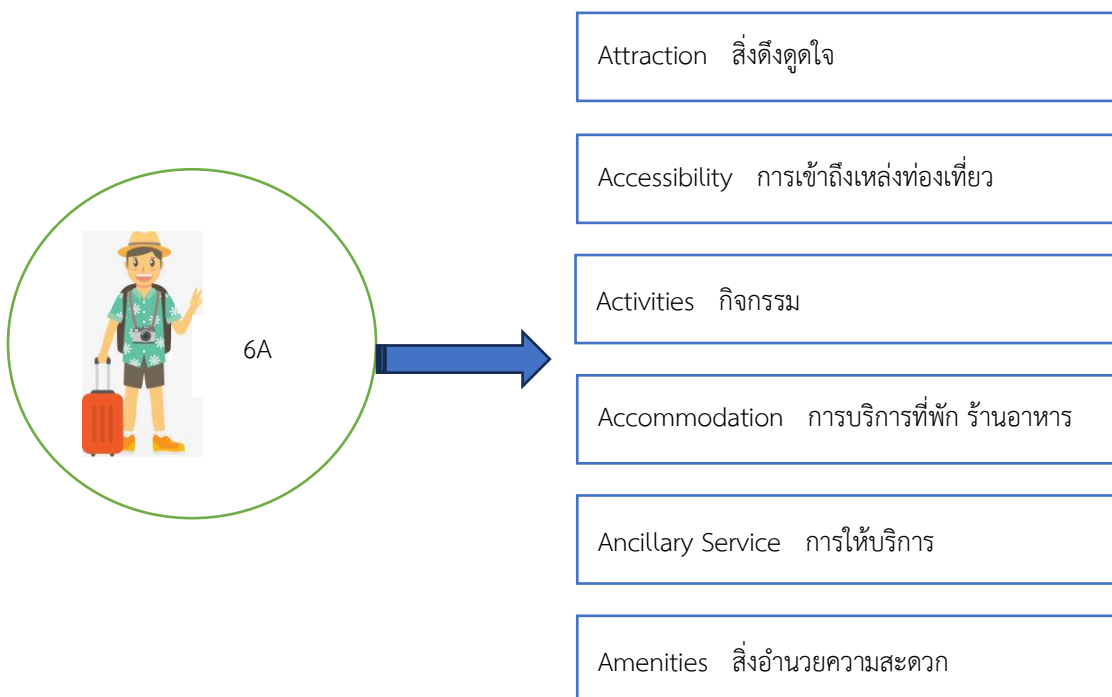 Attraction สิ่งดึงดูดใจ
Accessibility การเข้าถึงเหล่งท่องเที่ยว
Activities กิจกรรม
6A
Accommodation การบริการที่พัก ร้านอาหาร
Ancillary Service การให้บริการ
Amenities สิ่งอำนวยความสะดวก